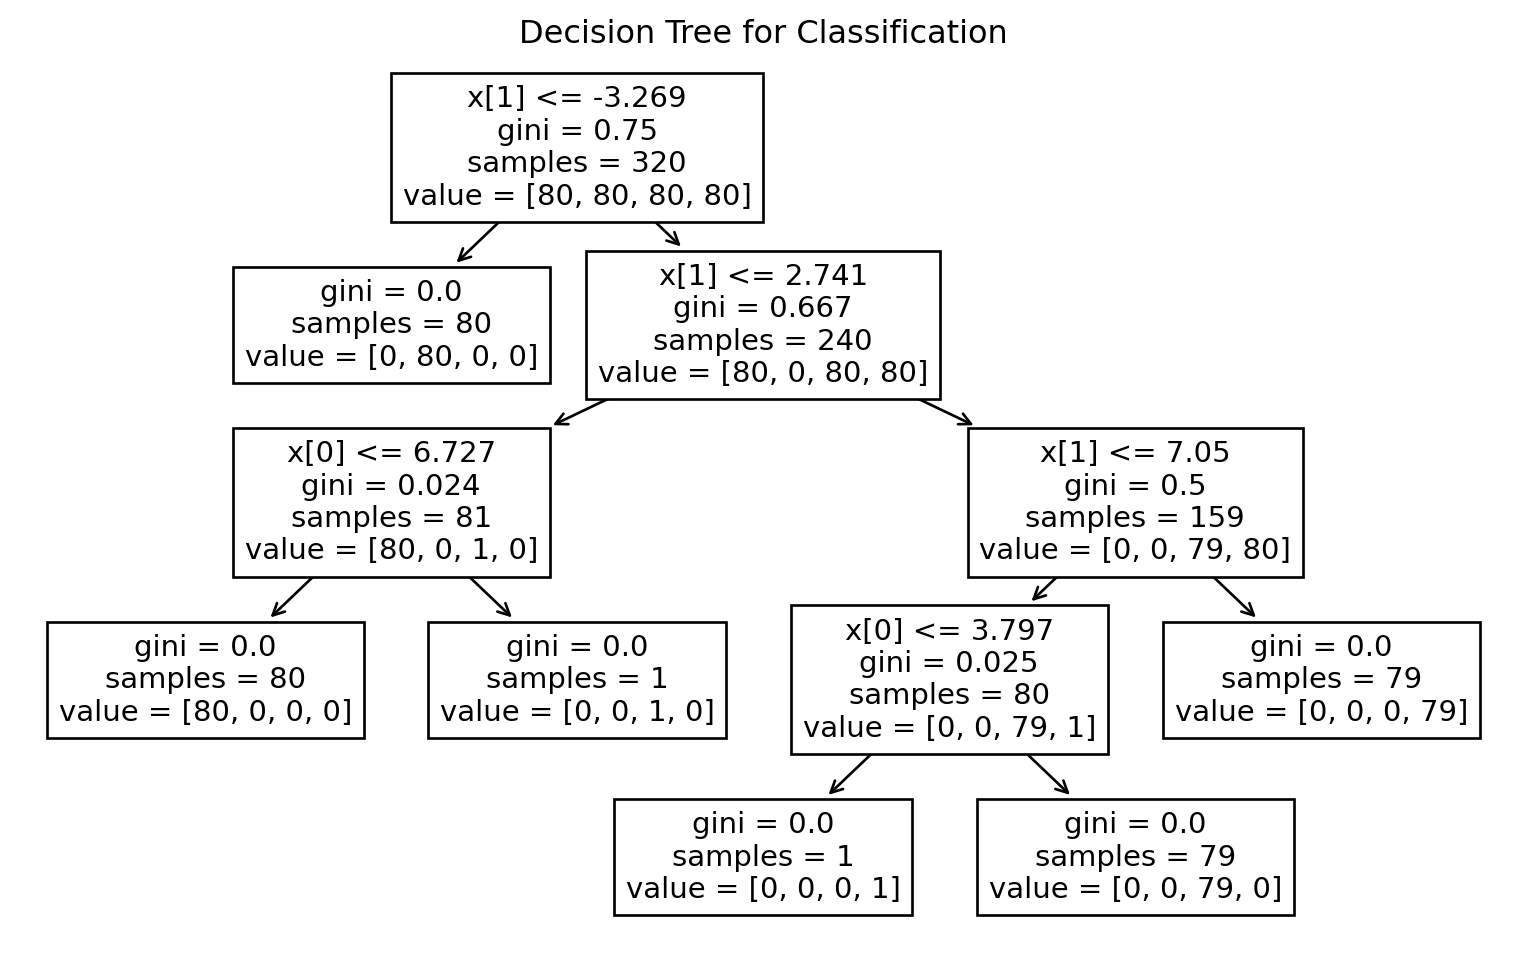 Decision Tree for Classification
x[1] <= -3.269
gini = 0.75
samples = 320
value = [80, 80, 80, 80]
gini = 0.0
samples = 80
value = [0, 80, 0, 0]
x[1] <= 2.741
gini = 0.667
samples = 240
value = [80, 0, 80, 80]
x[0] <= 6.727
gini = 0.024
samples = 81
value = [80, 0, 1, 0]
x[1] <= 7.05
gini = 0.5
samples = 159
value = [0, 0, 79, 80]
gini = 0.0
samples = 80
value = [80, 0, 0, 0]
gini = 0.0
samples = 1
value = [0, 0, 1, 0]
x[0] <= 3.797
gini = 0.025
samples = 80
value = [0, 0, 79, 1]
gini = 0.0
samples = 79
value = [0, 0, 0, 79]
gini = 0.0
samples = 1
value = [0, 0, 0, 1]
gini = 0.0
samples = 79
value = [0, 0, 79, 0]